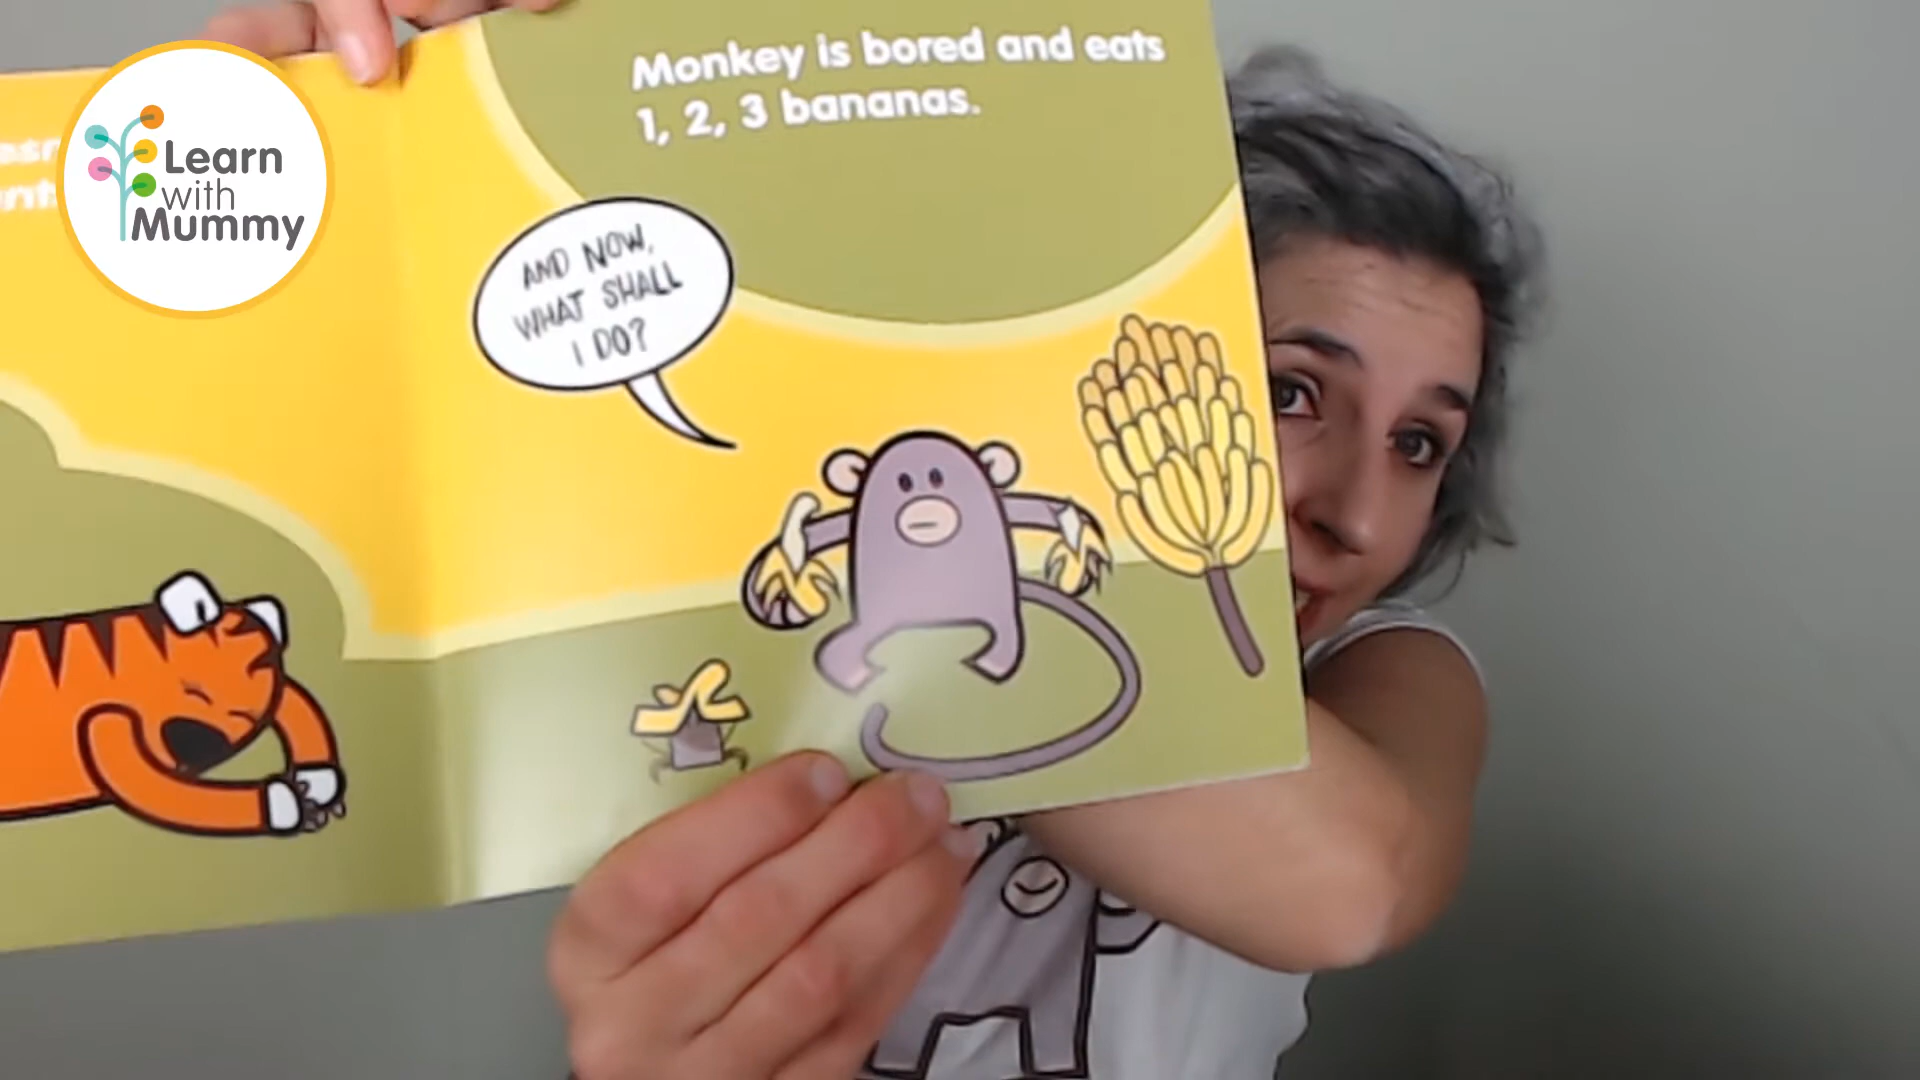 Learn
with
Mummy
Monkey is bored and eats
1, 2, 3 bananas.
AND NOW,
WHAT SHALL
I DO?